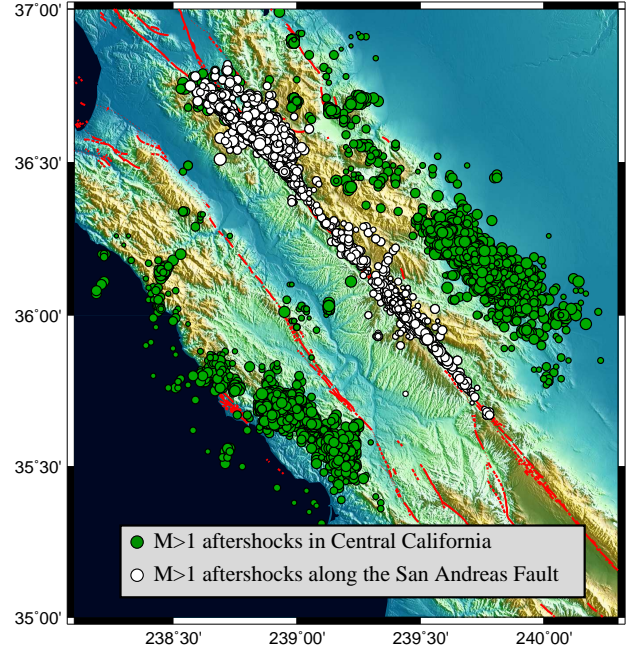 37°00'
36°30'
36°00'
35°30'
35°00'
M>1 aftershocks in Central California
M>1 aftershocks along the San Andreas Fault
238°30' 239°00' 239°30' 240°00'